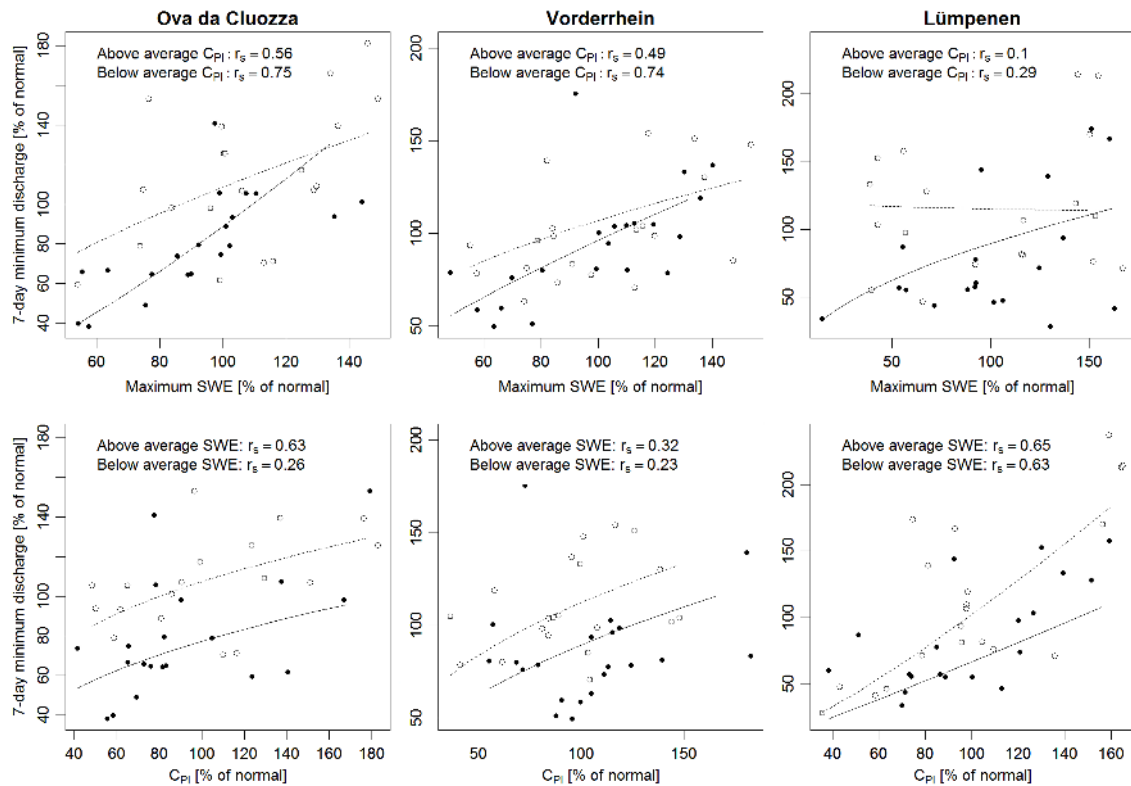 Ova da Cluozza
Vorderrhein
Lümpenen
7-day minimum discharge [% of normal]
180
140
100
80
60
40
Above average C_PI : r_s = 0.56
Below average C_PI : r_s = 0.75
60 80 100 120 140
Maximum SWE [% of normal]
200
150
100
50
Above average C_PI : r_s = 0.49
Below average C_PI : r_s = 0.74
60 80 100 120 140
Maximum SWE [% of normal]
200
150
100
50
Above average C_PI : r_s = 0.1
Below average C_PI : r_s = 0.29
50 100 150
Maximum SWE [% of normal]
7-day minimum discharge [% of normal]
180
140
100
80
60
40
Above average SWE: r_s = 0.63
Below average SWE: r_s = 0.26
40 60 80 100 120 140 160 180
C_PI [% of normal]
200
150
100
50
Above average SWE: r_s = 0.32
Below average SWE: r_s = 0.23
50 100 150
C_PI [% of normal]
200
150
100
50
Above average SWE: r_s = 0.65
Below average SWE: r_s = 0.63
40 60 80 100 120 140 160
C_PI [% of normal]